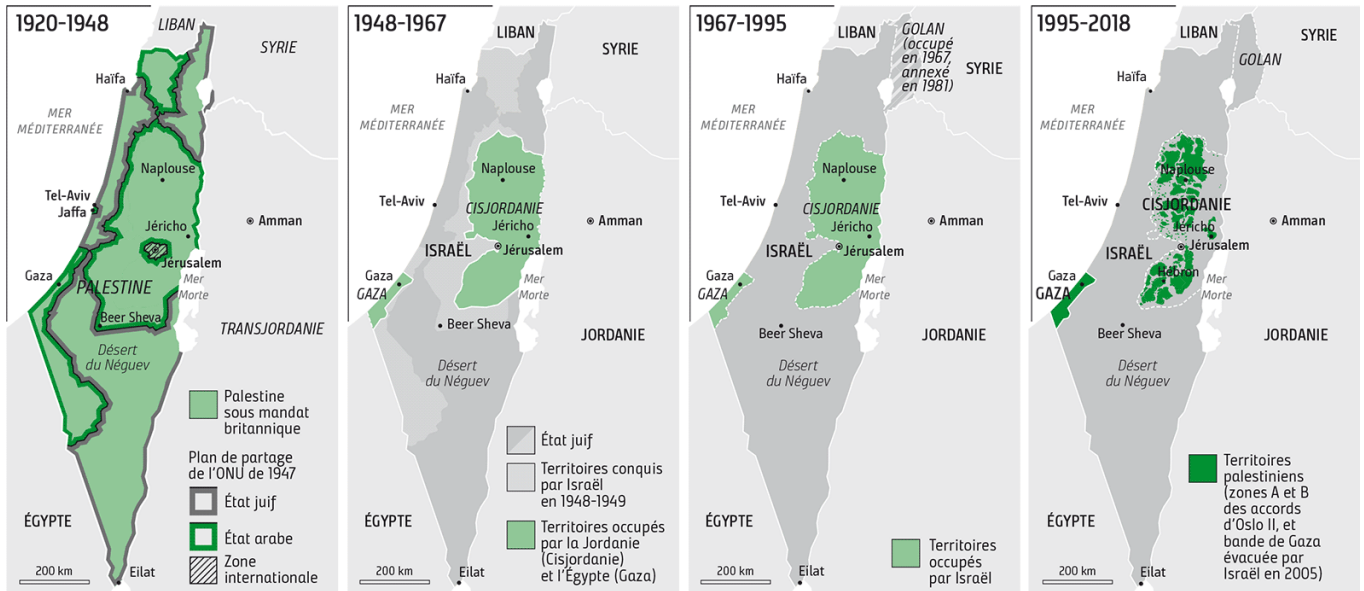 1920-1948
LIBAN
SYRIE
Haïfa
MER
MÉDITERRANÉE
Naplouse
Tel-Aviv
Jaffa
Jéricho
Amman
Jérusalem
Gaza
PALESTINE
Mer
Morte
Beer Sheva
TRANSJORDANIE
Désert
du Néguev
Palestine
sous mandat
britannique
Plan de partage
de l'ONU de 1947
État juif
ÉGYPTE
État arabe
Zone
internationale
200 km
Eilat
1948-1967
LIBAN
SYRIE
Haïfa
MER
MÉDITERRANÉE
Naplouse
Tel-Aviv
CISJORDANIE
Jéricho
Amman
ISRAËL
Jérusalem
Gaza
GAZA
Mer
Morte
Beer Sheva
JORDANIE
Désert
du Néguev
État juif
Territoires conquis
par Israël
en 1948-1949
ÉGYPTE
Territoires occupés
par la Jordanie
(Cisjordanie)
et l'Égypte (Gaza)
200 km
Eilat
1967-1995
LIBAN
GOLAN
(occupé
en 1967,
annexé
en 1981)
SYRIE
Haïfa
MER
MÉDITERRANÉE
Naplouse
Tel-Aviv
CISJORDANIE
Jéricho
Amman
ISRAËL
Jérusalem
Gaza
GAZA
Mer
Morte
Beer Sheva
JORDANIE
Désert
du Néguev
ÉGYPTE
Territoires
occupés
par Israël
200 km
Eilat
1995-2018
LIBAN
SYRIE
GOLAN
Haïfa
MER
MÉDITERRANÉE
Naplouse
Tel-Aviv
CISJORDANIE
Jéricho
Amman
ISRAËL
Jérusalem
Gaza
GAZA
Hébron
Mer
Morte
Beer Sheva
JORDANIE
Désert
du Néguev
Territoires
palestiniens
(zones A et B
des accords
d'Oslo II, et
bande de Gaza
évacuée par
Israël en 2005)
ÉGYPTE
200 km
Eilat